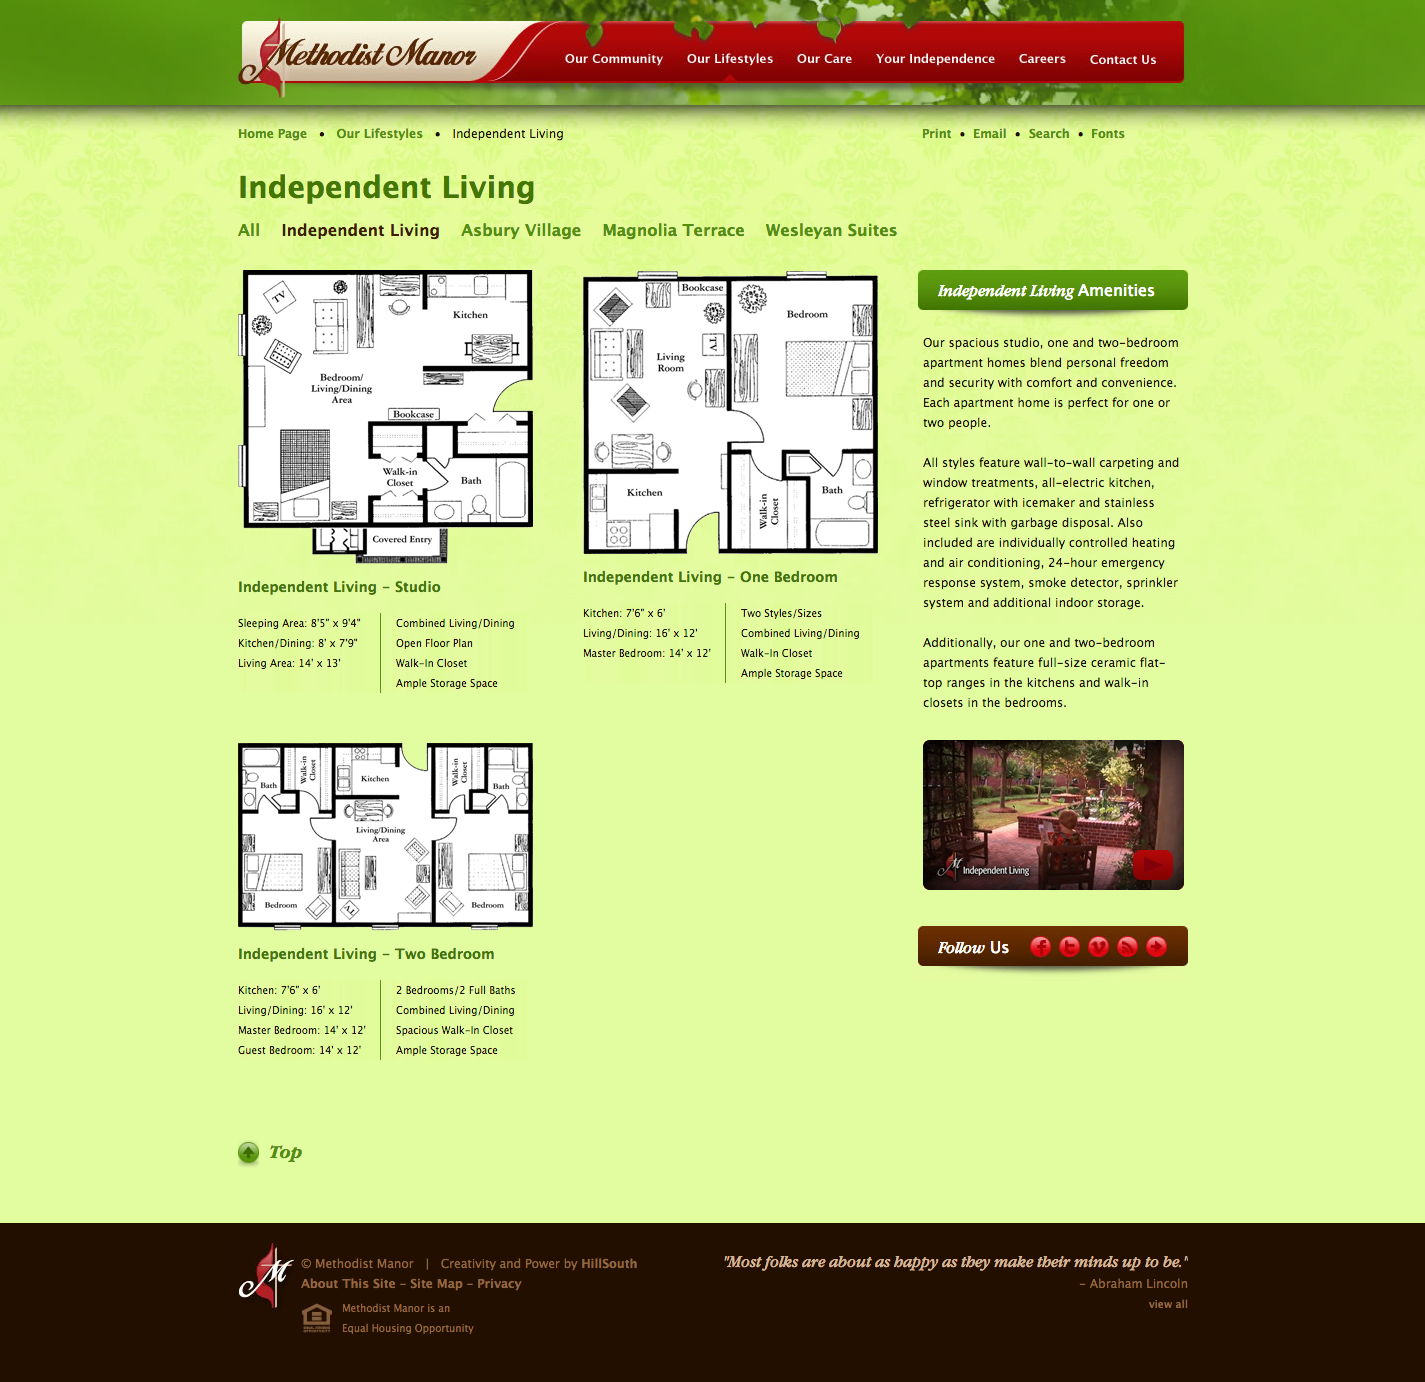 Methodist Manor
Our Community
Our Lifestyles
Our Care
Your Independence
Careers
Contact Us
Home Page • Our Lifestyles • Independent Living
Print • Email • Search • Fonts
Independent Living
All
Independent Living
Asbury Village
Magnolia Terrace
Wesleyan Suites
TV
Kitchen
Bedroom/
Living/Dining
Area
Bookcase
Walk-in
Closet
Bath
Covered Entry
Independent Living - Studio
Sleeping Area: 8'5" x 9'4"
Kitchen/Dining: 8' x 7'9"
Living Area: 14' x 13'
Combined Living/Dining
Open Floor Plan
Walk-In Closet
Ample Storage Space
Bookcase
Bedroom
TV
Living
Room
Kitchen
Walk-in
Closet
Bath
Independent Living - One Bedroom
Kitchen: 7'6" x 6'
Living/Dining: 16' x 12'
Master Bedroom: 14' x 12'
Two Styles/Sizes
Combined Living/Dining
Walk-In Closet
Ample Storage Space
Bath
Walk-in
Closet
Kitchen
Walk-in
Closet
Bath
Living/Dining
Area
Bedroom
TV
Bedroom
Independent Living - Two Bedroom
Kitchen: 7'6" x 6'
Living/Dining: 16' x 12'
Master Bedroom: 14' x 12'
Guest Bedroom: 14' x 12'
2 Bedrooms/2 Full Baths
Combined Living/Dining
Spacious Walk-In Closet
Ample Storage Space
Independent Living Amenities
Our spacious studio, one and two-bedroom
apartment homes blend personal freedom
and security with comfort and convenience.
Each apartment home is perfect for one or
two people.
All styles feature wall-to-wall carpeting and
window treatments, all-electric kitchen,
refrigerator with icemaker and stainless
steel sink with garbage disposal. Also
included are individually controlled heating
and air conditioning, 24-hour emergency
response system, smoke detector, sprinkler
system and additional indoor storage.
Additionally, our one and two-bedroom
apartments feature full-size ceramic flat-
top ranges in the kitchens and walk-in
closets in the bedrooms.
M Independent Living
Follow Us
Top
M
© Methodist Manor | Creativity and Power by HillSouth
About This Site - Site Map - Privacy
Methodist Manor is an
Equal Housing Opportunity
"Most folks are about as happy as they make their minds up to be."
- Abraham Lincoln
view all